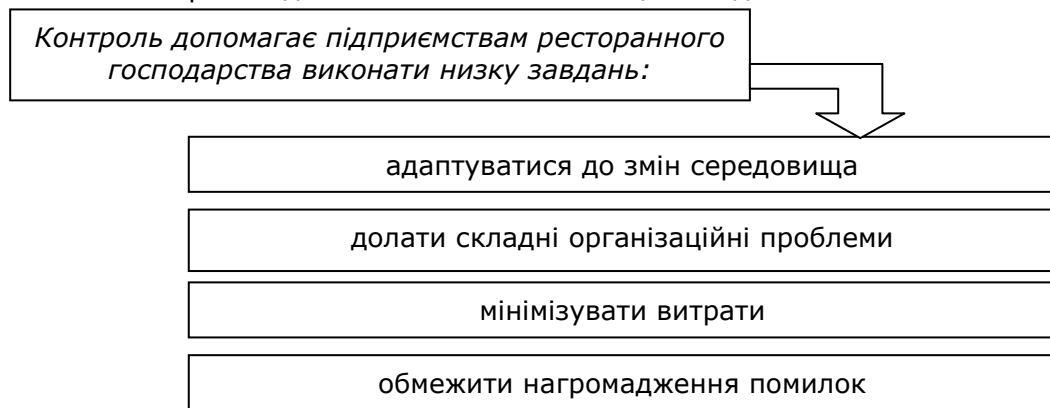 Контроль допомагає підприємствам ресторанного
господарства виконати низку завдань:
адаптуватися до змін середовища
долати складні організаційні проблеми
мінімізувати витрати
обмежити нагромадження помилок